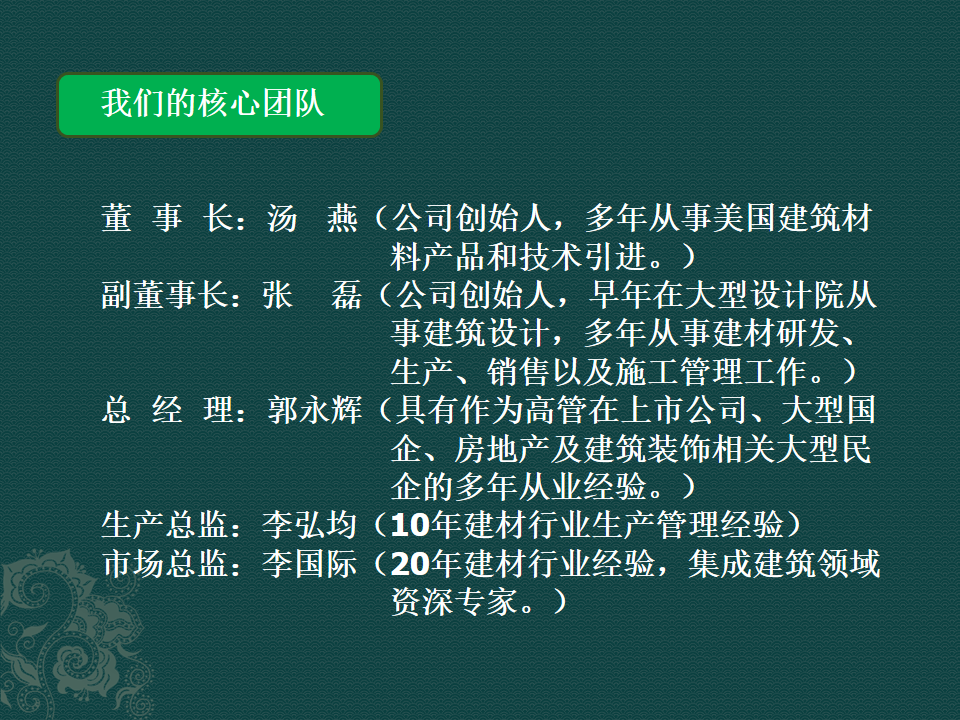 我们的核心团队
董 事 长：汤 燕（公司创始人，多年从事美国建筑材
料产品和技术引进。）
副董事长：张 磊（公司创始人，早年在大型设计院从
事建筑设计，多年从事建材研发、
生产、销售以及施工管理工作。）
总 经 理：郭永辉（具有作为高管在上市公司、大型国
企、房地产及建筑装饰相关大型民
企的多年从业经验。）
生产总监：李弘均（10年建材行业生产管理经验）
市场总监：李国际（20年建材行业经验，集成建筑领域
资深专家。）